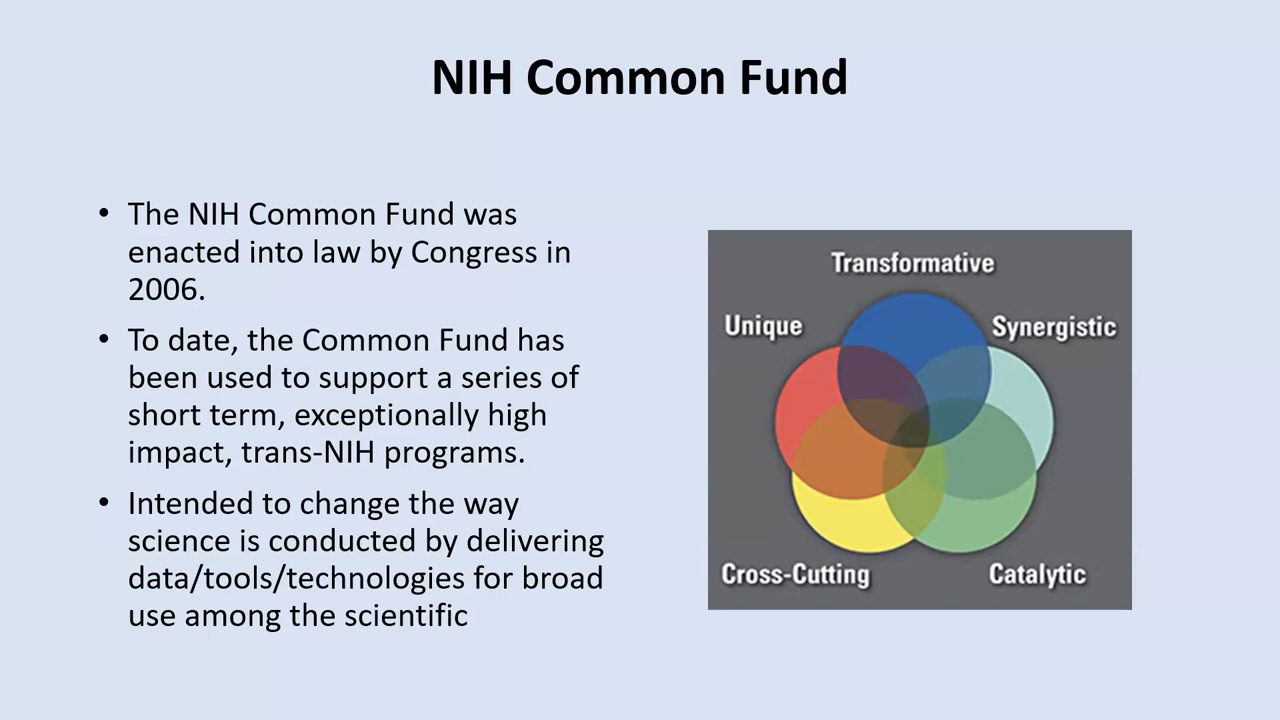 NIH Common Fund
• The NIH Common Fund was
enacted into law by Congress in
2006.
• To date, the Common Fund has
been used to support a series of
short term, exceptionally high
impact, trans-NIH programs.
• Intended to change the way
science is conducted by delivering
data/tools/technologies for broad
use among the scientific
Transformative
Unique
Synergistic
Cross-Cutting
Catalytic